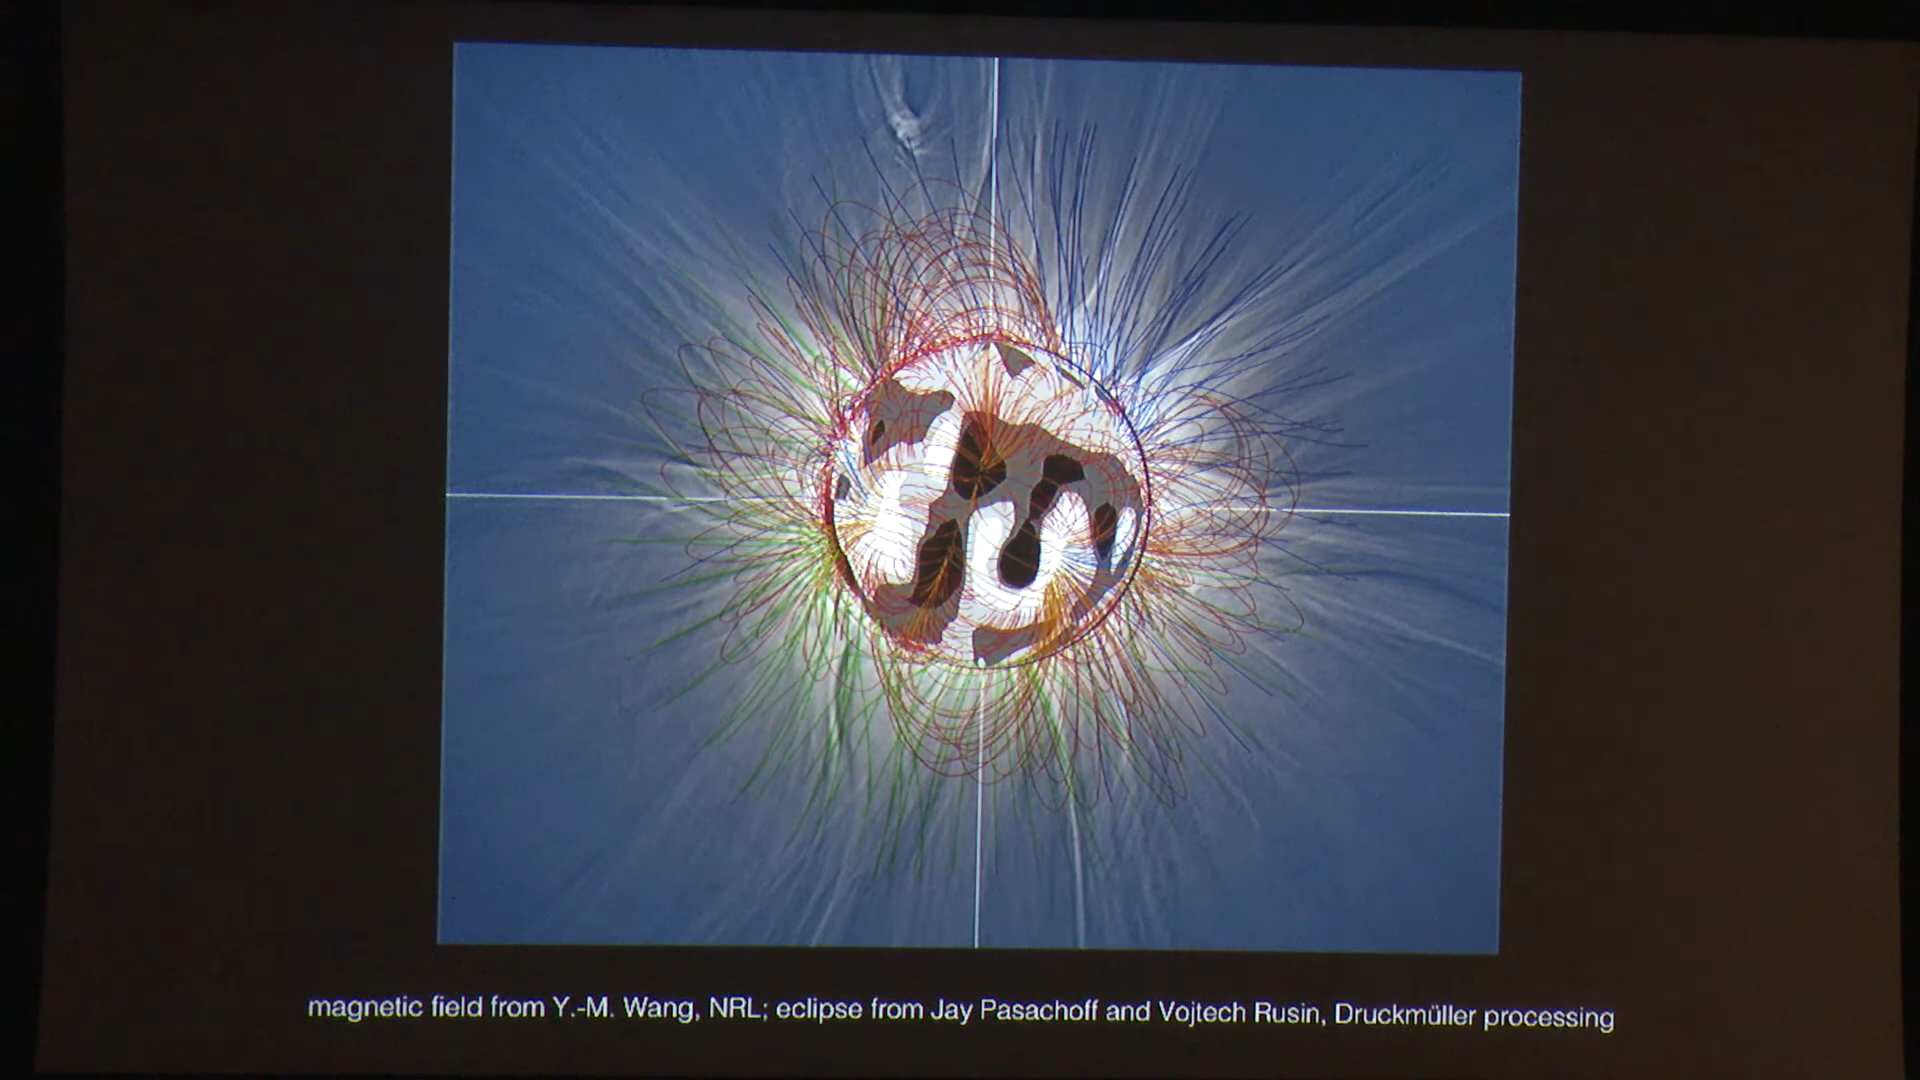 magnetic field from Y.-M. Wang, NRL; eclipse from Jay Pasachoff and Vojtech Rusin, Druckmüller processing